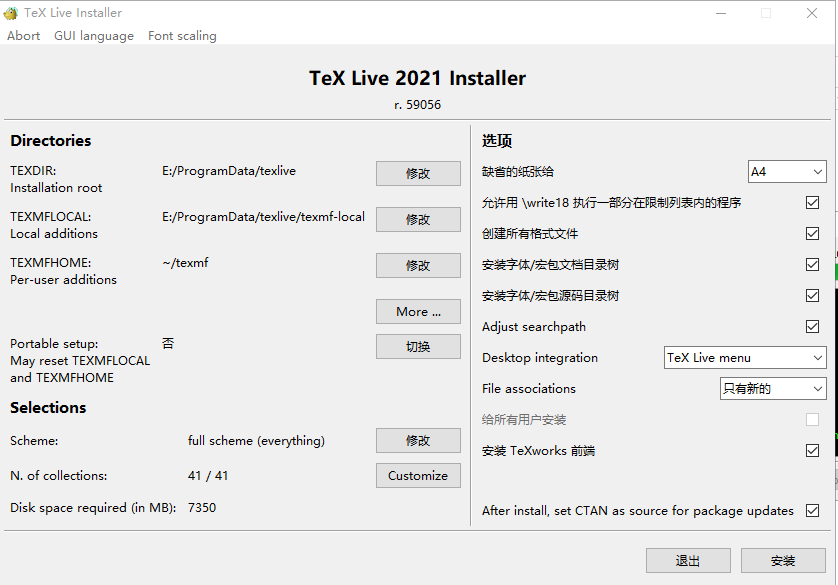 TeX Live Installer
Abort GUI language Font scaling
TeX Live 2021 Installer
r. 59056
Directories
TEXDIR: E:/ProgramData/texlive 修改
Installation root
TEXMFLOCAL: E:/ProgramData/texlive/texmf-local 修改
Local additions
TEXMFHOME: ~/texmf 修改
Per-user additions
More ...
Portable setup: 否 切换
May reset TEXMFLOCAL
and TEXMFHOME
Selections
Scheme: full scheme (everything) 修改
N. of collections: 41 / 41 Customize
Disk space required (in MB): 7350
选项
缺省的纸张给 A4
允许用 \write18 执行一部分在限制列表内的程序
创建所有格式文件
安装字体/宏包文档目录树
安装字体/宏包源码目录树
Adjust searchpath
Desktop integration TeX Live menu
File associations 只有新的
给所有用户安装
安装 TeXworks 前端
After install, set CTAN as source for package updates
退出 安装